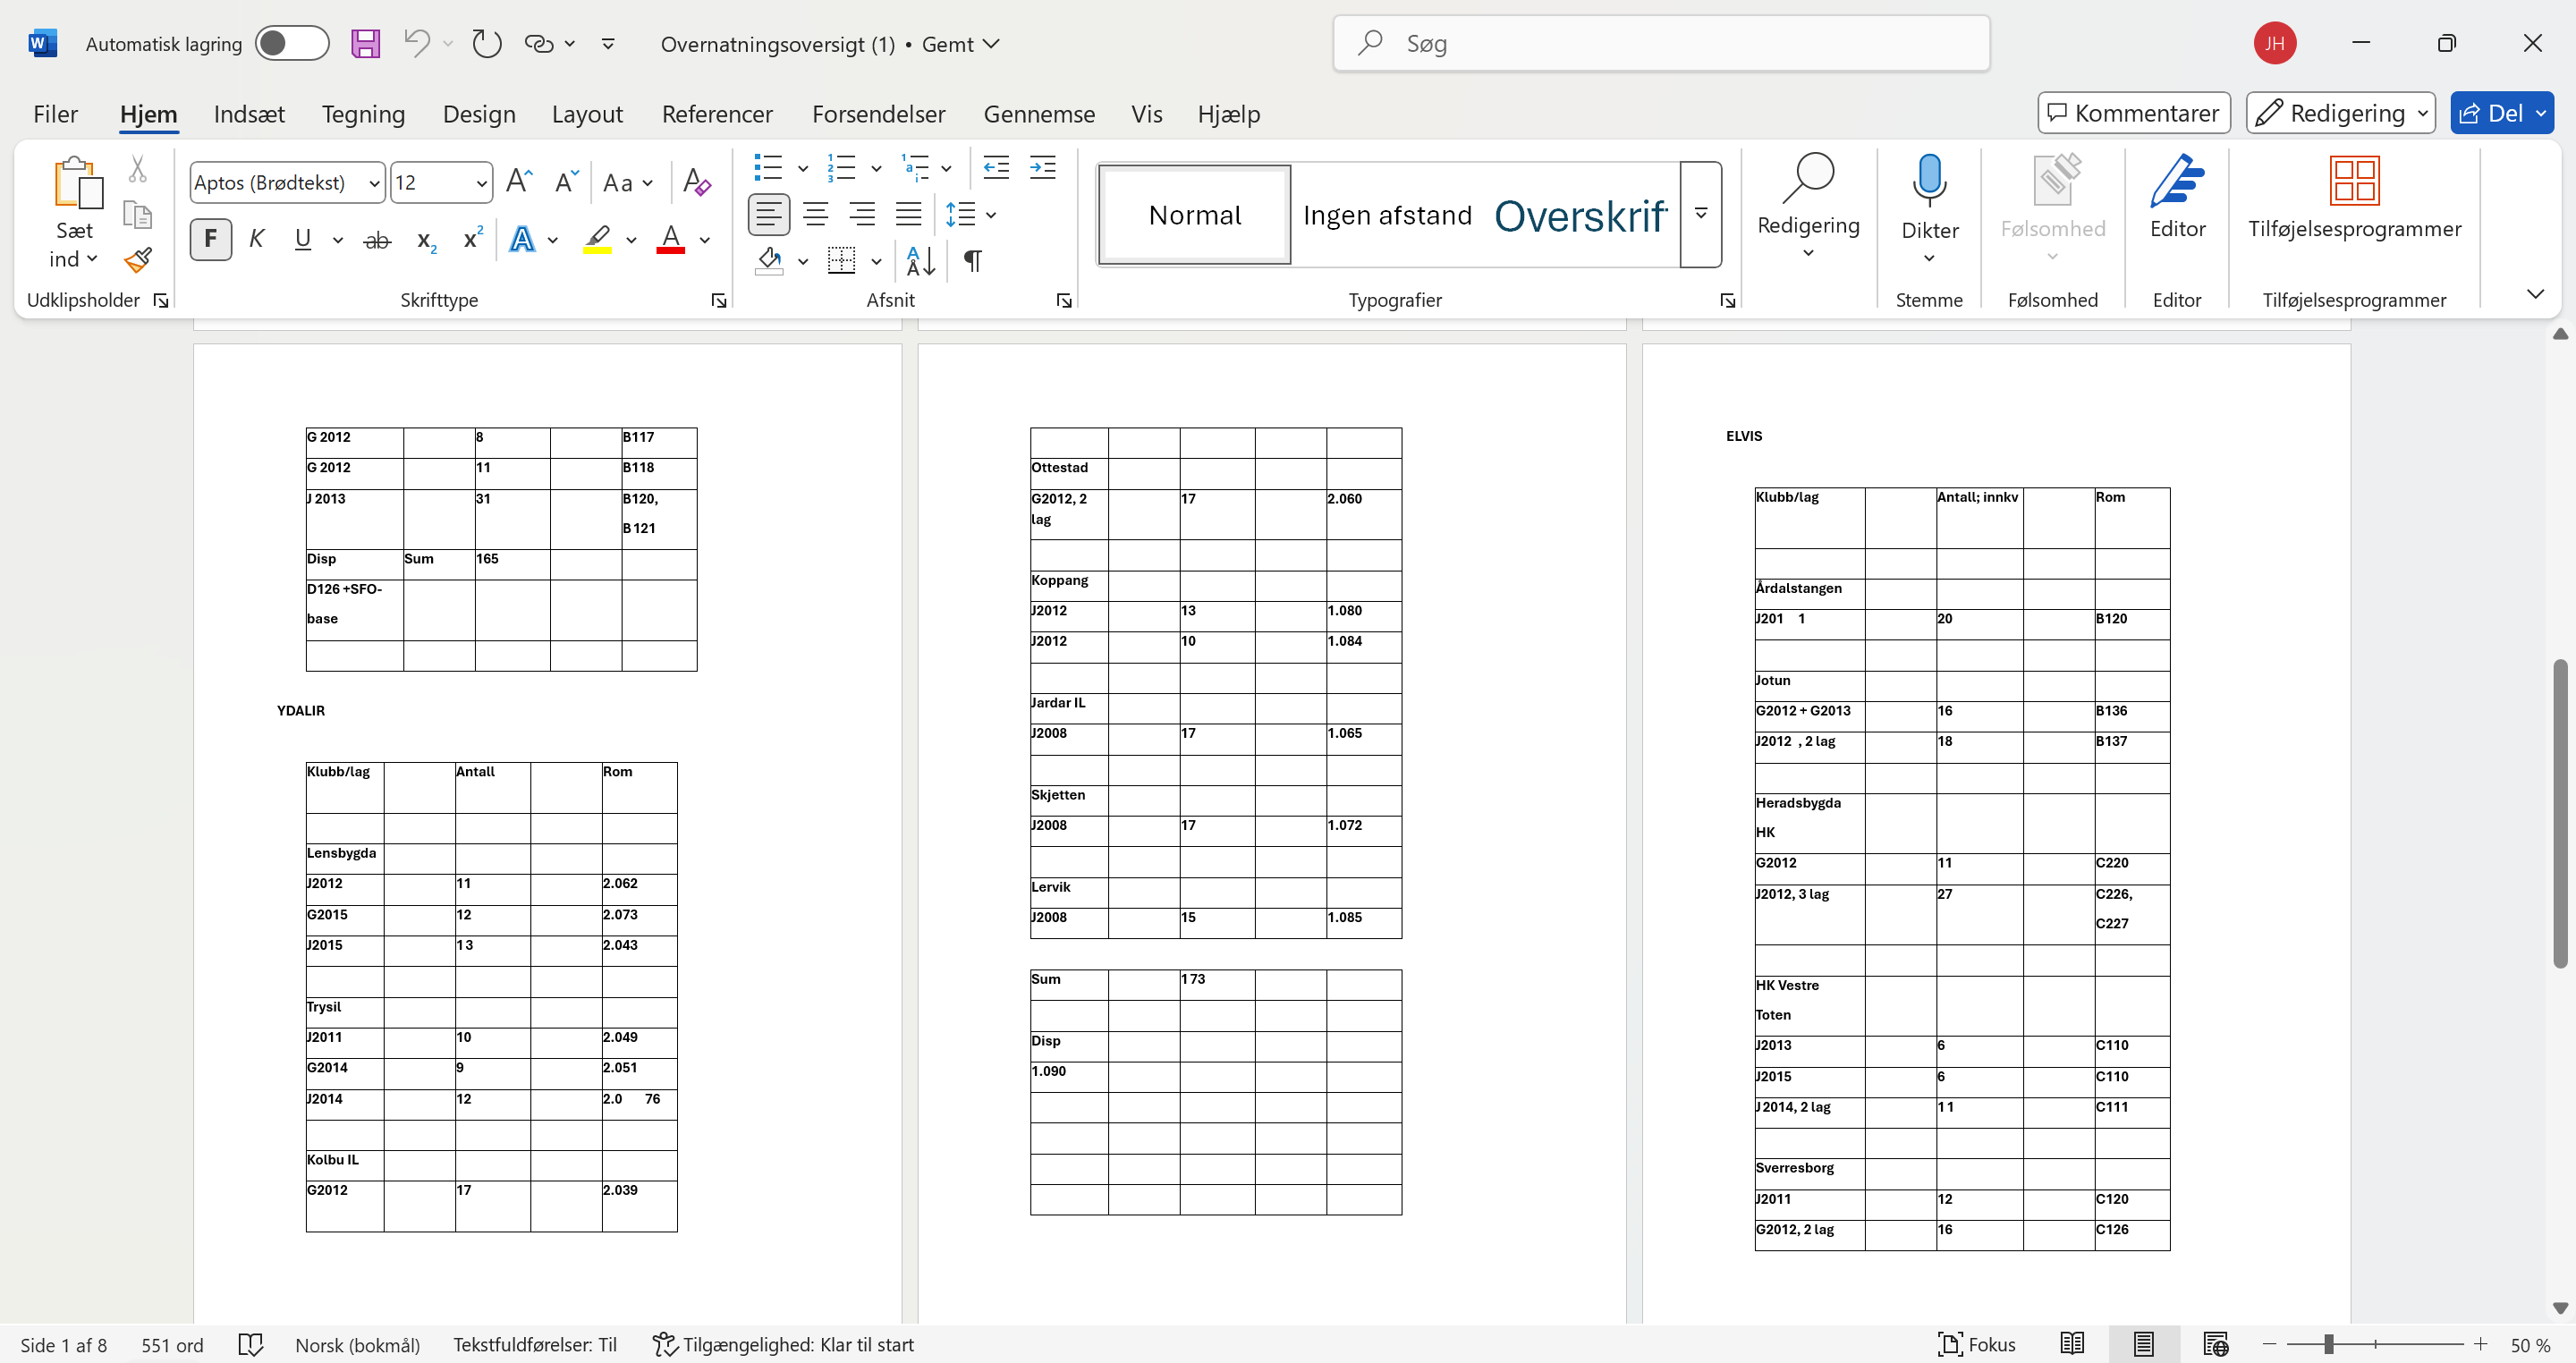 Automatisk lagring
Overnatningsoversigt (1) • Gemt
Søg
JH
Filer Hjem Indsæt Tegning Design Layout Referencer Forsendelser Gennemse Vis Hjælp
Kommentarer Redigering Del
Sæt
ind
Udklipsholder
Aptos (Brødtekst) 12
Skrifttype
Afsnit
Normal Ingen afstand Overskrif
Typografier
Redigering
Dikter
Stemme
Følsomhed
Følsomhed
Editor
Editor
Tilføjelsesprogrammer
Tilføjelsesprogrammer
G 2012 8 B117
G 2012 11 B118
J 2013 31 B120,
B 121
Disp Sum 165
D126 +SFO-
base
YDALIR
Klubb/lag Antall Rom
Lensbygda
J2012 11 2.062
G2015 12 2.073
J2015 13 2.043
Trysil
J2011 10 2.049
G2014 9 2.051
J2014 12 2.0 76
Kolbu IL
G2012 17 2.039
Ottestad
G2012, 2 17 2.060
lag
Koppang
J2012 13 1.080
J2012 10 1.084
Jardar IL
J2008 17 1.065
Skjetten
J2008 17 1.072
Lervik
J2008 15 1.085
Sum 173
Disp
1.090
ELVIS
Klubb/lag Antall; innkv Rom
Årdalstangen
J201 1 20 B120
Jotun
G2012 + G2013 16 B136
J2012 , 2 lag 18 B137
Heradsbygda
HK
G2012 11 C220
J2012, 3 lag 27 C226,
C227
HK Vestre
Toten
J2013 6 C110
J2015 6 C110
J 2014, 2 lag 11 C111
Sverresborg
J2011 12 C120
G2012, 2 lag 16 C126
Side 1 af 8 551 ord Norsk (bokmål) Tekstfuldførelser: Til Tilgængelighed: Klar til start Fokus 50 %